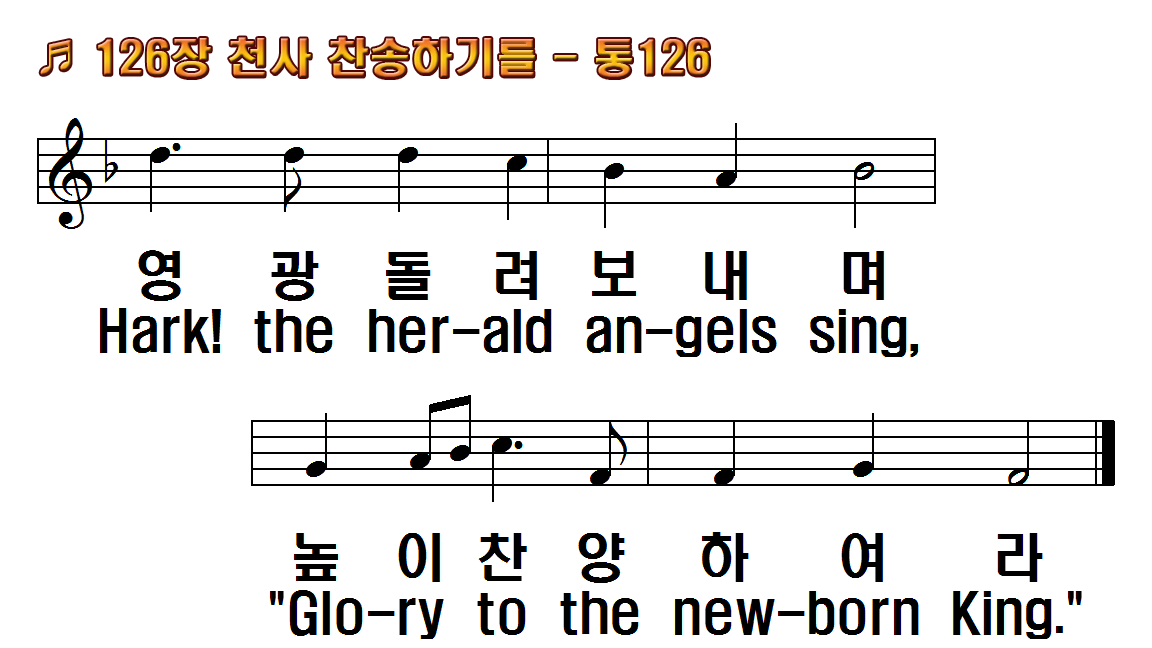 ♬ 126장 천사 찬송하기를 - 통126
영 광 돌 려 보 내 며
Hark! the her-ald an-gels sing,
높 이 찬 양 하 여 라
"Glo-ry to the new-born King."